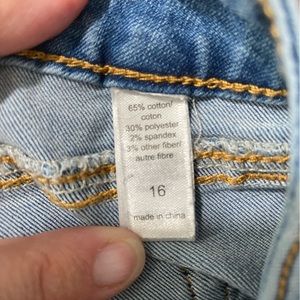 65% cotton/
coton
30% polyester
2% spandex
3% other fiber/
autre fibre
16
made in china